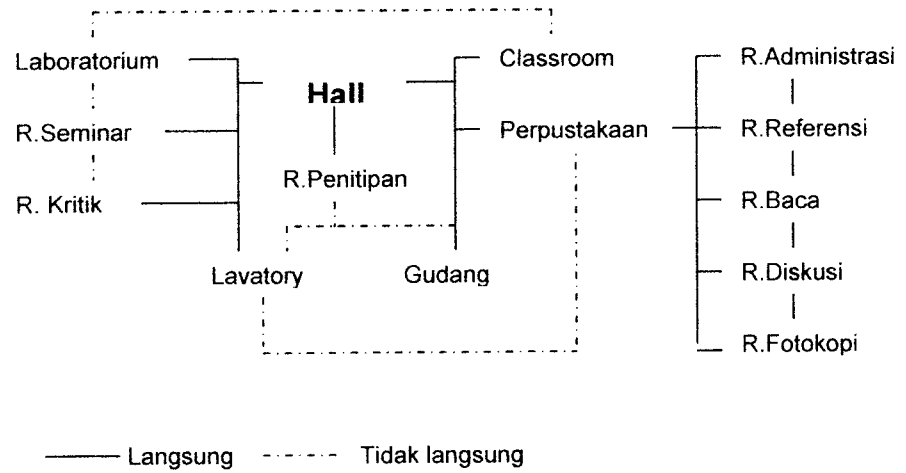 Laboratorium
Classroom
R.Administrasi
Hall
R.Seminar
Perpustakaan
R.Referensi
R.Penitipan
R. Kritik
R.Baca
Lavatory
Gudang
R.Diskusi
R.Fotokopi
Langsung
Tidak langsung